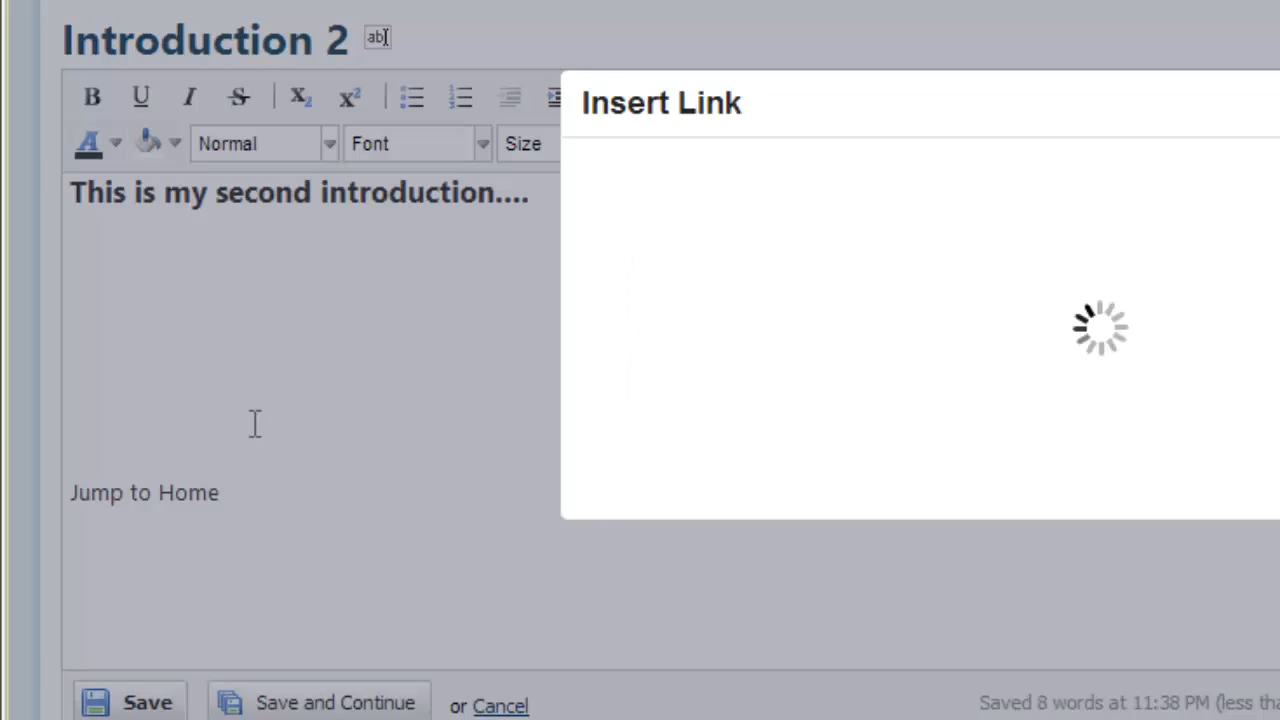 Introduction 2 ab
B U I S X2 X2
Insert Link
A Normal Font Size
This is my second introduction....
Jump to Home
Save Save and Continue or Cancel Saved 8 words at 11:38 PM (less